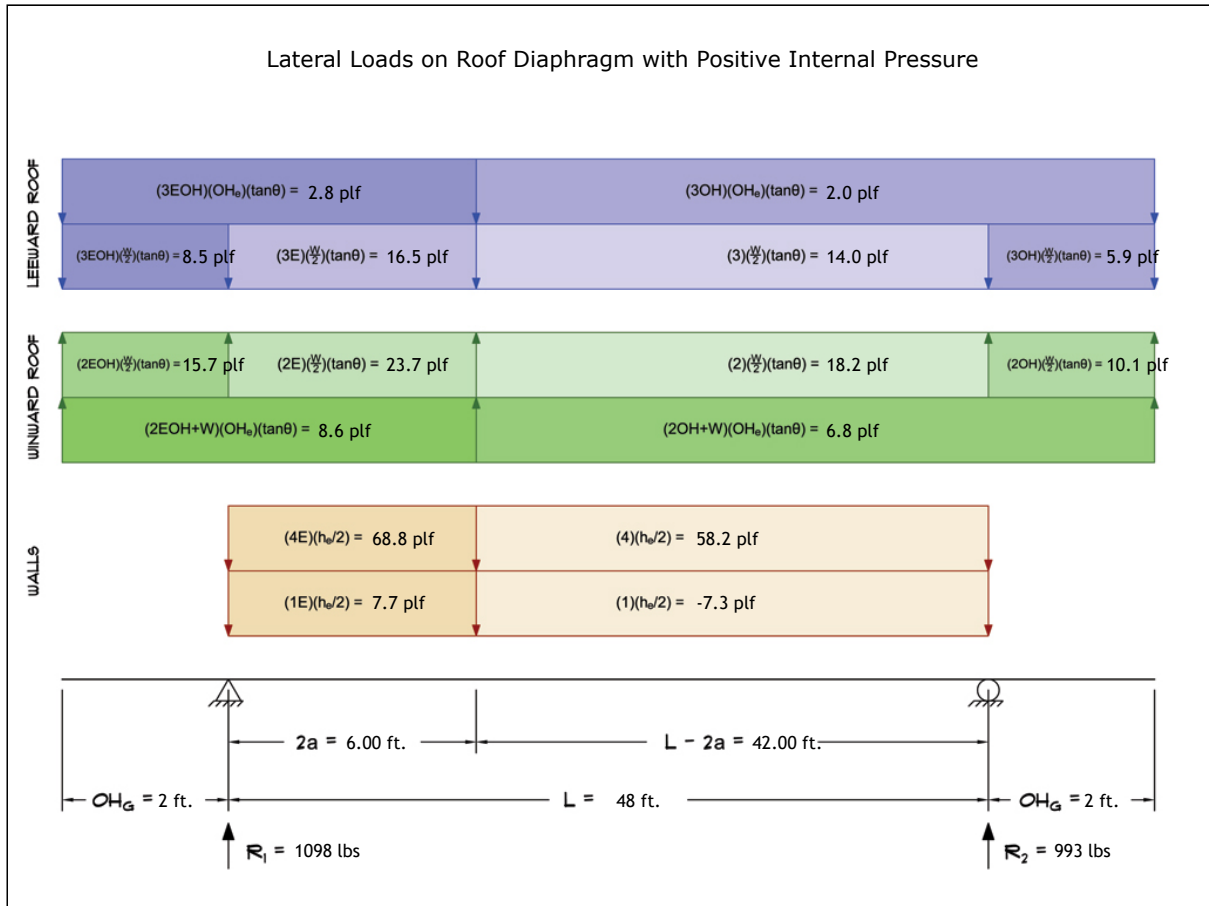 Lateral Loads on Roof Diaphragm with Positive Internal Pressure
LEEWARD ROOF
(3EOH)(OHₑ)(tanθ) = 2.8 plf
(3OH)(OHₑ)(tanθ) = 2.0 plf
(3EOH)(W/2)(tanθ) = 8.5 plf
(3E)(W/2)(tanθ) = 16.5 plf
(3)(W/2)(tanθ) = 14.0 plf
(3OH)(W/2)(tanθ) = 5.9 plf
WINWARD ROOF
(2EOH)(W/2)(tanθ) = 15.7 plf
(2E)(W/2)(tanθ) = 23.7 plf
(2)(W/2)(tanθ) = 18.2 plf
(2OH)(W/2)(tanθ) = 10.1 plf
(2EOH+W)(OHₑ)(tanθ) = 8.6 plf
(2OH+W)(OHₑ)(tanθ) = 6.8 plf
WALLS
(4E)(hₑ/2) = 68.8 plf
(4)(hₑ/2) = 58.2 plf
(1E)(hₑ/2) = 7.7 plf
(1)(hₑ/2) = -7.3 plf
2a = 6.00 ft.
L - 2a = 42.00 ft.
OH_G = 2 ft.
L = 48 ft.
OH_G = 2 ft.
R₁ = 1098 lbs
R₂ = 993 lbs